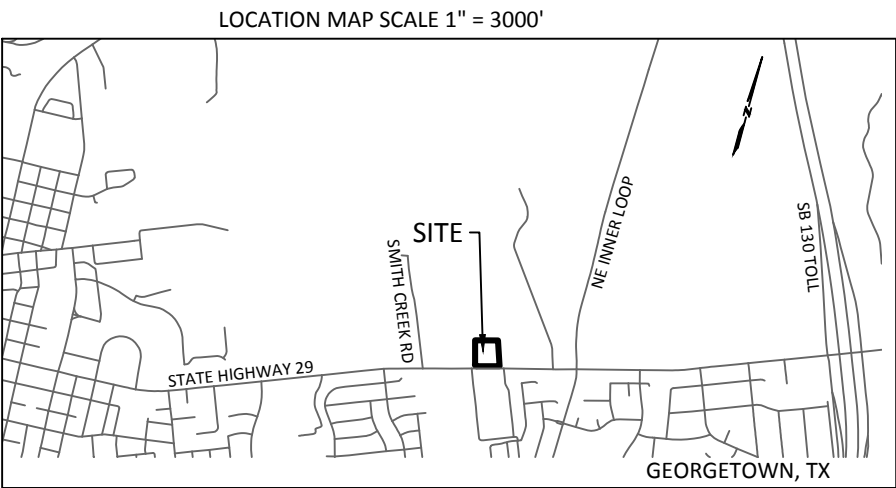 LOCATION MAP SCALE 1" = 3000'
N
NE INNER LOOP
SB 130 TOLL
SITE
SMITH CREEK RD
STATE HIGHWAY 29
GEORGETOWN, TX